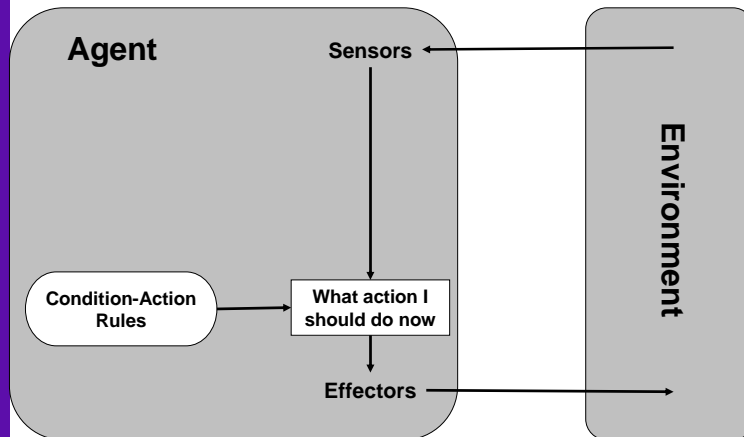 Agent
Sensors
Environment
Condition-Action
Rules
What action I
should do now
Effectors